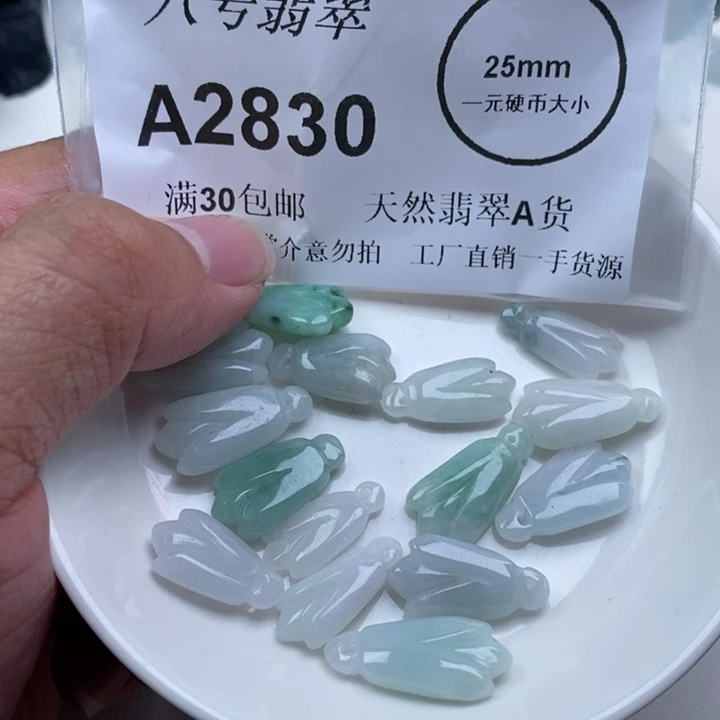 八号翡翠
25mm
一元硬币大小
A2830
满30包邮 天然翡翠A货
介意勿拍 工厂直销一手货源